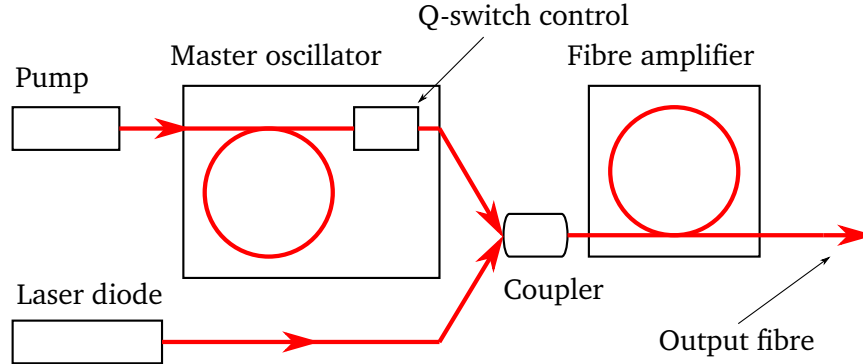 Q-switch control
Master oscillator
Fibre amplifier
Pump
Laser diode
Coupler
Output fibre